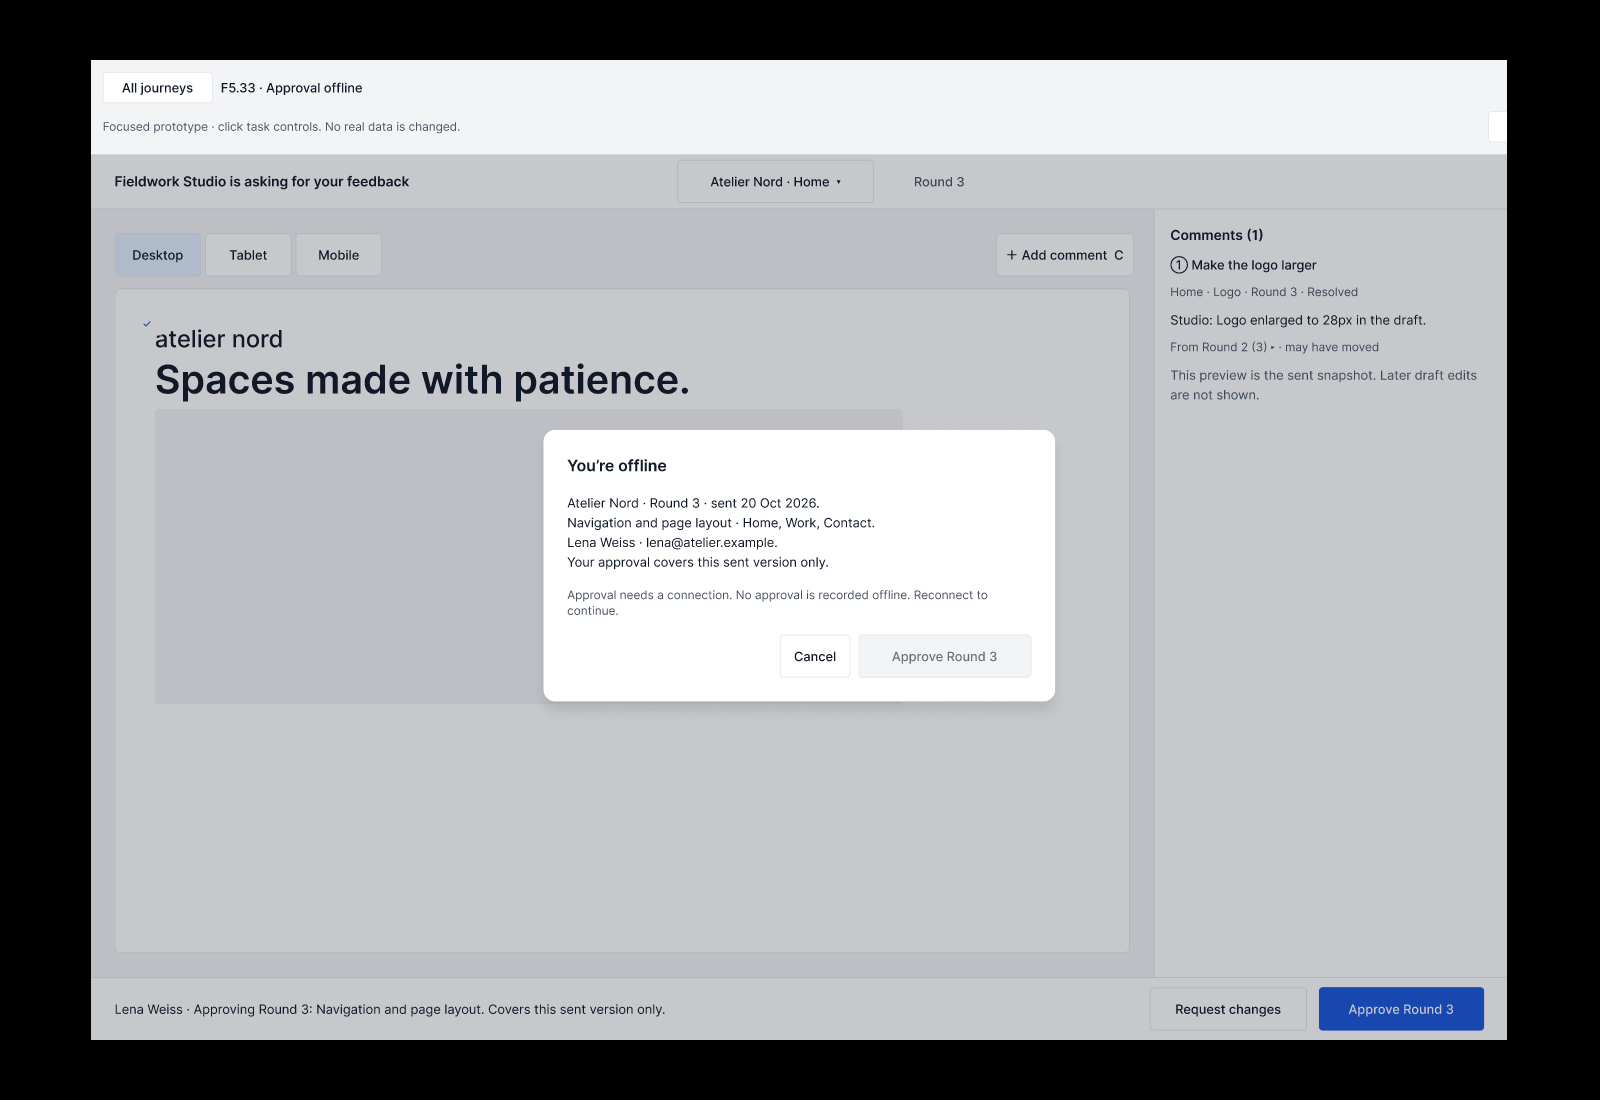 All journeys
F5.33 · Approval offline
Focused prototype · click task controls. No real data is changed.
Fieldwork Studio is asking for your feedback
Atelier Nord · Home ▾
Round 3
Desktop
Tablet
Mobile
+ Add comment C
atelier nord
Spaces made with patience.
Comments (1)
① Make the logo larger
Home · Logo · Round 3 · Resolved
Studio: Logo enlarged to 28px in the draft.
From Round 2 (3) ▸ · may have moved
This preview is the sent snapshot. Later draft edits
are not shown.
You’re offline
Atelier Nord · Round 3 · sent 20 Oct 2026.
Navigation and page layout · Home, Work, Contact.
Lena Weiss · lena@atelier.example.
Your approval covers this sent version only.
Approval needs a connection. No approval is recorded offline. Reconnect to
continue.
Cancel
Approve Round 3
Lena Weiss · Approving Round 3: Navigation and page layout. Covers this sent version only.
Request changes
Approve Round 3